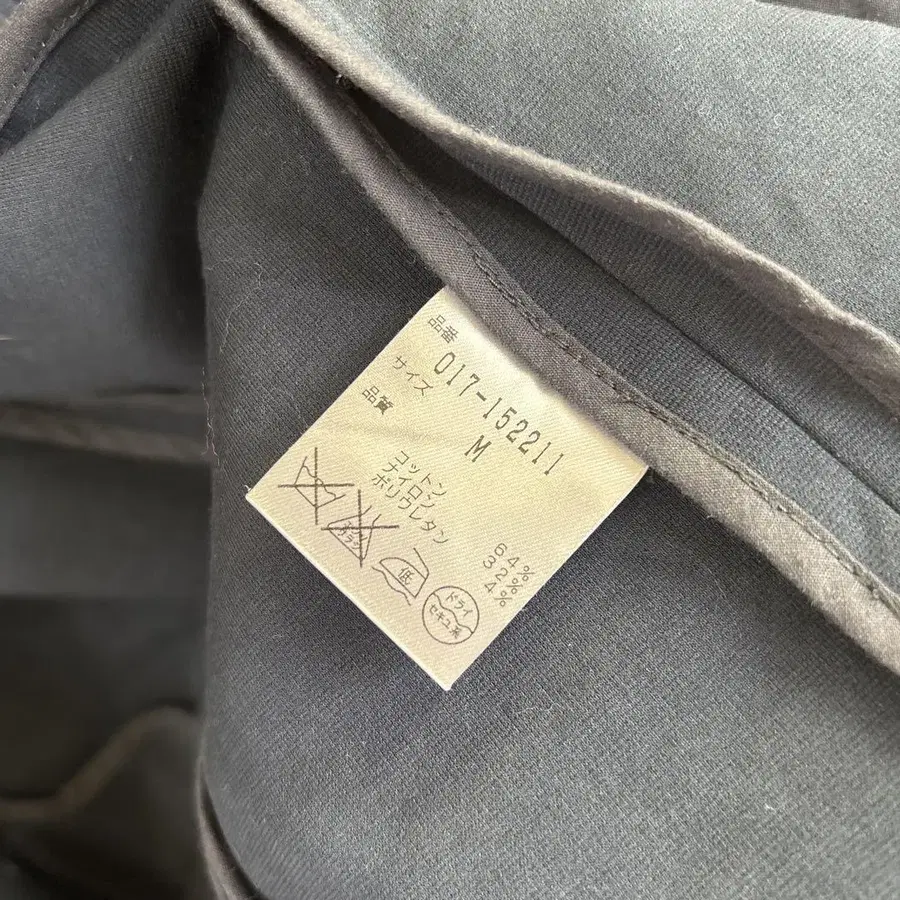 品番 017-152211
サイズ M
品質
コットン 64%
ナイロン 32%
ポリウレタン 4%
低
ドライ
セキユ系